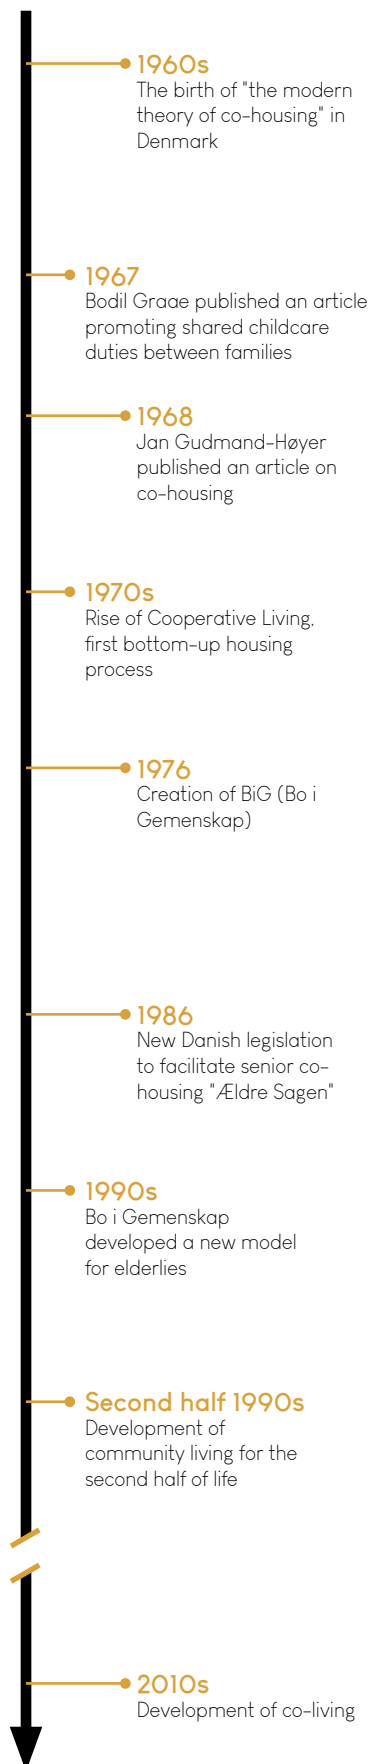 1960s
The birth of "the modern
theory of co-housing" in
Denmark
1967
Bodil Graae published an article
promoting shared childcare
duties between families
1968
Jan Gudmand-Høyer
published an article on
co-housing
1970s
Rise of Cooperative Living,
first bottom-up housing
process
1976
Creation of BiG (Bo i
Gemenskap)
1986
New Danish legislation
to facilitate senior co-
housing "Ældre Sagen"
1990s
Bo i Gemenskap
developed a new model
for elderlies
Second half 1990s
Development of
community living for the
second half of life
2010s
Development of co-living